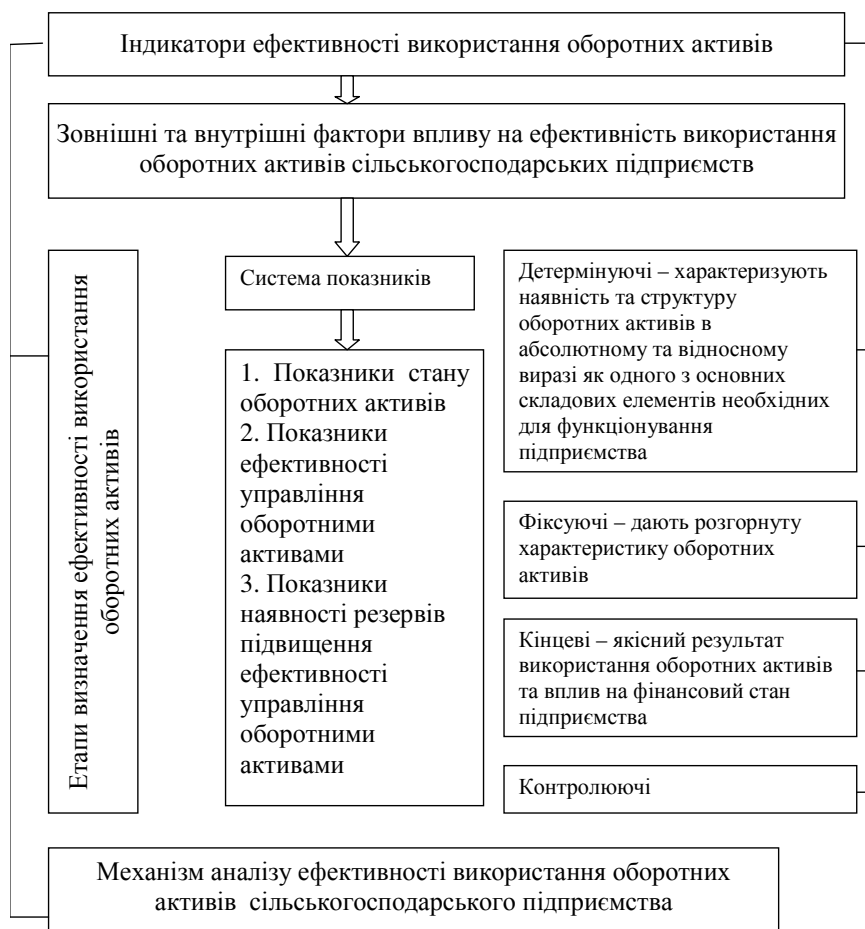 Індикатори ефективності використання оборотних активів
Зовнішні та внутрішні фактори впливу на ефективність використання
оборотних активів сільськогосподарських підприємств
Етапи визначення ефективності використання
оборотних активів
Система показників
1. Показники стану
оборотних активів
2. Показники
ефективності
управління
оборотними
активами
3. Показники
наявності резервів
підвищення
ефективності
управління
оборотними
активами
Детермінуючі – характеризують
наявність та структуру
оборотних активів в
абсолютному та відносному
виразі як одного з основних
складових елементів необхідних
для функціонування
підприємства
Фіксуючі – дають розгорнуту
характеристику оборотних
активів
Кінцеві – якісний результат
використання оборотних активів
та вплив на фінансовий стан
підприємства
Контролюючі
Механізм аналізу ефективності використання оборотних
активів сільськогосподарського підприємства